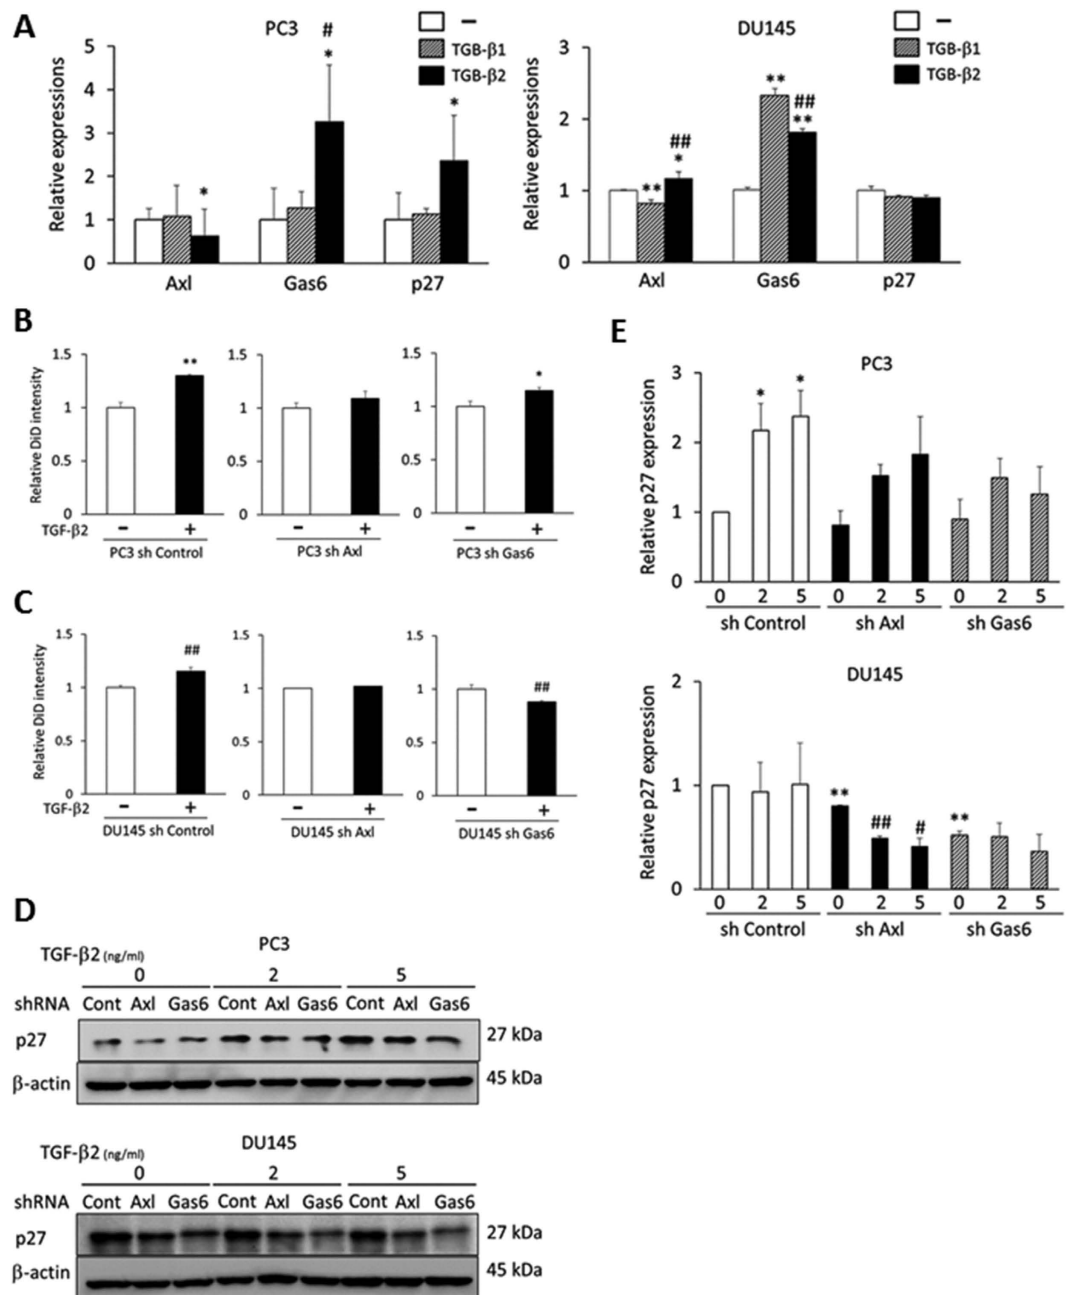 A
PC3
–
TGB-β1
TGB-β2
Relative expressions
5
4
3
2
1
0
#
*
*
*
Axl Gas6 p27
DU145
–
TGB-β1
TGB-β2
Relative expressions
3
2
1
0
**
##
*
**
##
**
Axl Gas6 p27
B
Relative DiD intensity
1.5
1
0.5
0
**
TGF-β2 – +
PC3 sh Control
1.5
1
0.5
0
– +
PC3 sh Axl
1.5
1
0.5
0
*
– +
PC3 sh Gas6
C
Relative DiD intensity
1.5
1
0.5
0
##
TGF-β2 – +
DU145 sh Control
1.5
1
0.5
0
– +
DU145 sh Axl
1.5
1
0.5
0
##
– +
DU145 sh Gas6
D
PC3
TGF-β2 (ng/ml)
0 2 5
shRNA Cont Axl Gas6 Cont Axl Gas6 Cont Axl Gas6
p27 27 kDa
β-actin 45 kDa
DU145
TGF-β2 (ng/ml)
0 2 5
shRNA Cont Axl Gas6 Cont Axl Gas6 Cont Axl Gas6
p27 27 kDa
β-actin 45 kDa
E
PC3
Relative p27 expression
3
2
1
0
* *
0 2 5 0 2 5 0 2 5
sh Control sh Axl sh Gas6
DU145
Relative p27 expression
2
1
0
** ## # **
0 2 5 0 2 5 0 2 5
sh Control sh Axl sh Gas6